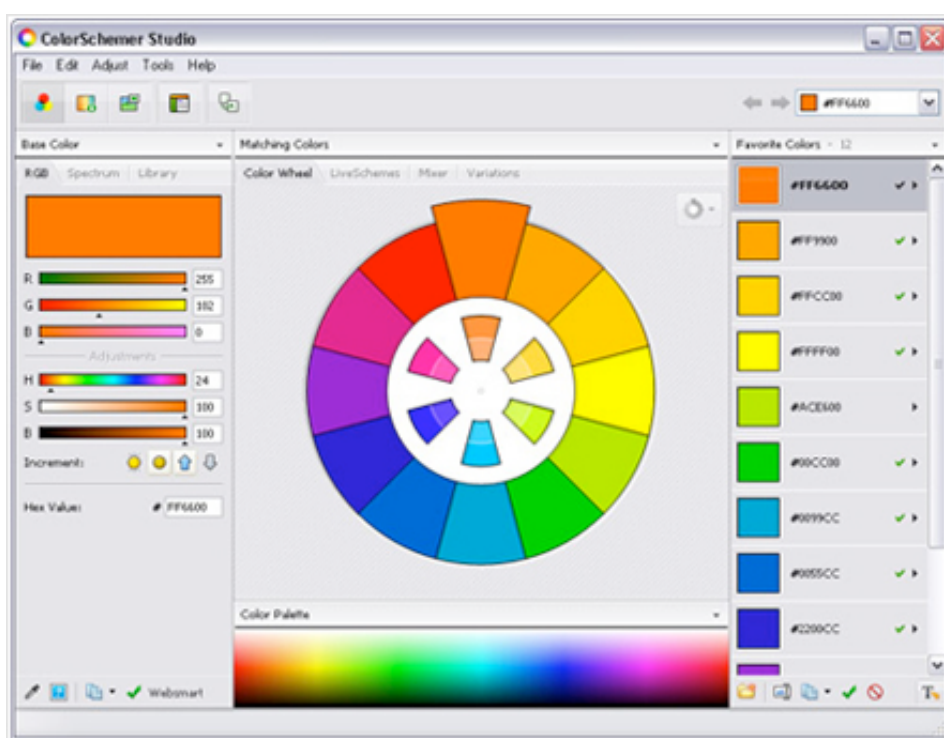 ColorSchemer Studio
File Edit Adjust Tools Help
#FF6600
Base Color
Matching Colors
Favorite Colors - 12
RGB Spectrum Library
Color Wheel LiveSchemes Mixer Variations
#FF6600
R 255
#FF9900
G 102
B 0
#FFCC00
Adjustments
#FFFF00
H 24
S 100
#ACE600
B 100
Increment:
#00CC00
Hex Value: # FF6600
#0099CC
#0055CC
Color Palette
#2200CC
Websmart